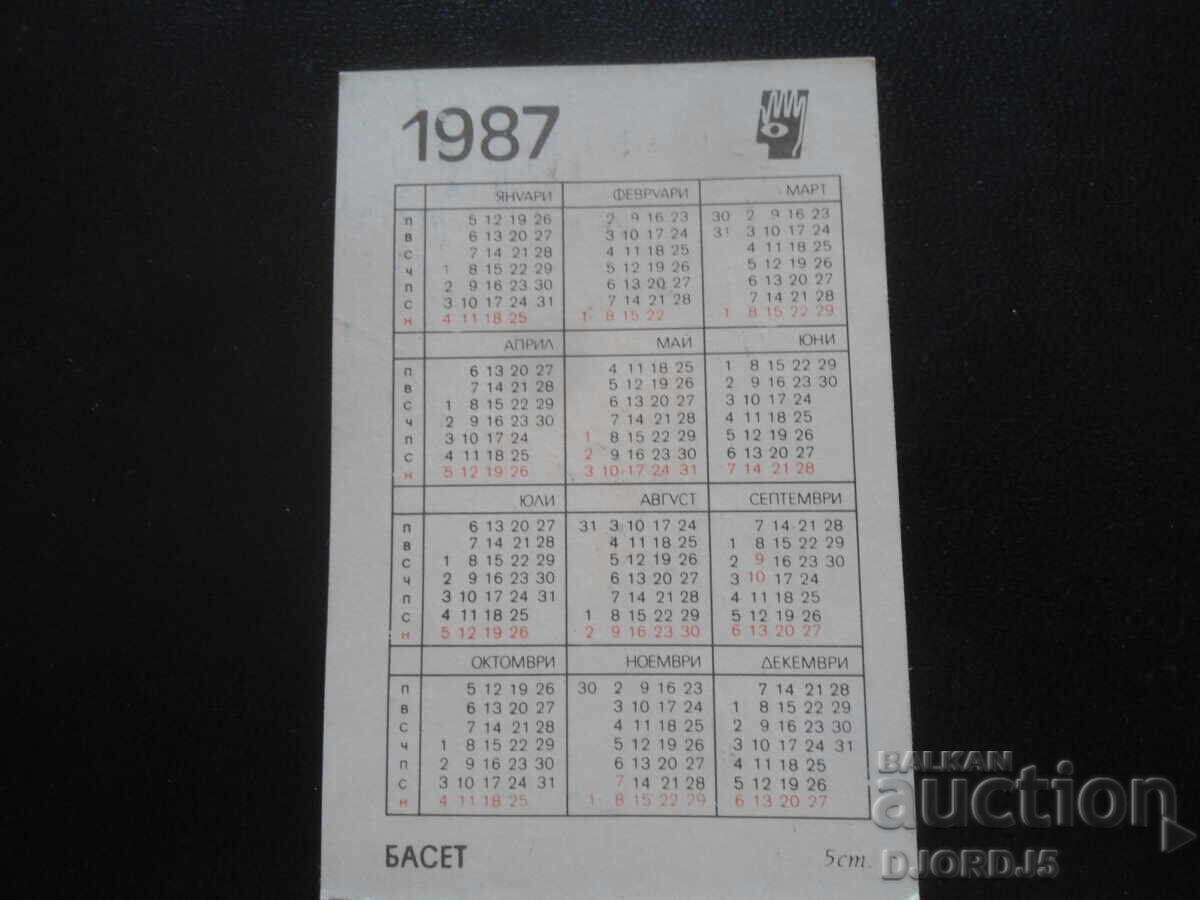 1987
ЯНУАРИ ФЕВРУАРИ МАРТ
П 5 12 19 26 2 9 16 23 30 2 9 16 23
В 6 13 20 27 3 10 17 24 31 3 10 17 24
С 7 14 21 28 4 11 18 25 4 11 18 25
Ч 1 8 15 22 29 5 12 19 26 5 12 19 26
П 2 9 16 23 30 6 13 20 27 6 13 20 27
С 3 10 17 24 31 7 14 21 28 7 14 21 28
Н 4 11 18 25 1 8 15 22 1 8 15 22 29
АПРИЛ МАЙ ЮНИ
П 6 13 20 27 4 11 18 25 1 8 15 22 29
В 7 14 21 28 5 12 19 26 2 9 16 23 30
С 1 8 15 22 29 6 13 20 27 3 10 17 24
Ч 2 9 16 23 30 7 14 21 28 4 11 18 25
П 3 10 17 24 1 8 15 22 29 5 12 19 26
С 4 11 18 25 2 9 16 23 30 6 13 20 27
Н 5 12 19 26 3 10 17 24 31 7 14 21 28
ЮЛИ АВГУСТ СЕПТЕМВРИ
П 6 13 20 27 31 3 10 17 24 7 14 21 28
В 7 14 21 28 4 11 18 25 1 8 15 22 29
С 1 8 15 22 29 5 12 19 26 2 9 16 23 30
Ч 2 9 16 23 30 6 13 20 27 3 10 17 24
П 3 10 17 24 31 7 14 21 28 4 11 18 25
С 4 11 18 25 1 8 15 22 29 5 12 19 26
Н 5 12 19 26 2 9 16 23 30 6 13 20 27
ОКТОМВРИ НОЕМВРИ ДЕКЕМВРИ
П 5 12 19 26 30 2 9 16 23 7 14 21 28
В 6 13 20 27 3 10 17 24 1 8 15 22 29
С 7 14 21 28 4 11 18 25 2 9 16 23 30
Ч 1 8 15 22 29 5 12 19 26 3 10 17 24 31
П 2 9 16 23 30 6 13 20 27 4 11 18 25
С 3 10 17 24 31 7 14 21 28 5 12 19 26
Н 4 11 18 25 1 8 15 22 29 6 13 20 27
БАСЕТ 5ст.
BALKAN
auction
DJORDJ5